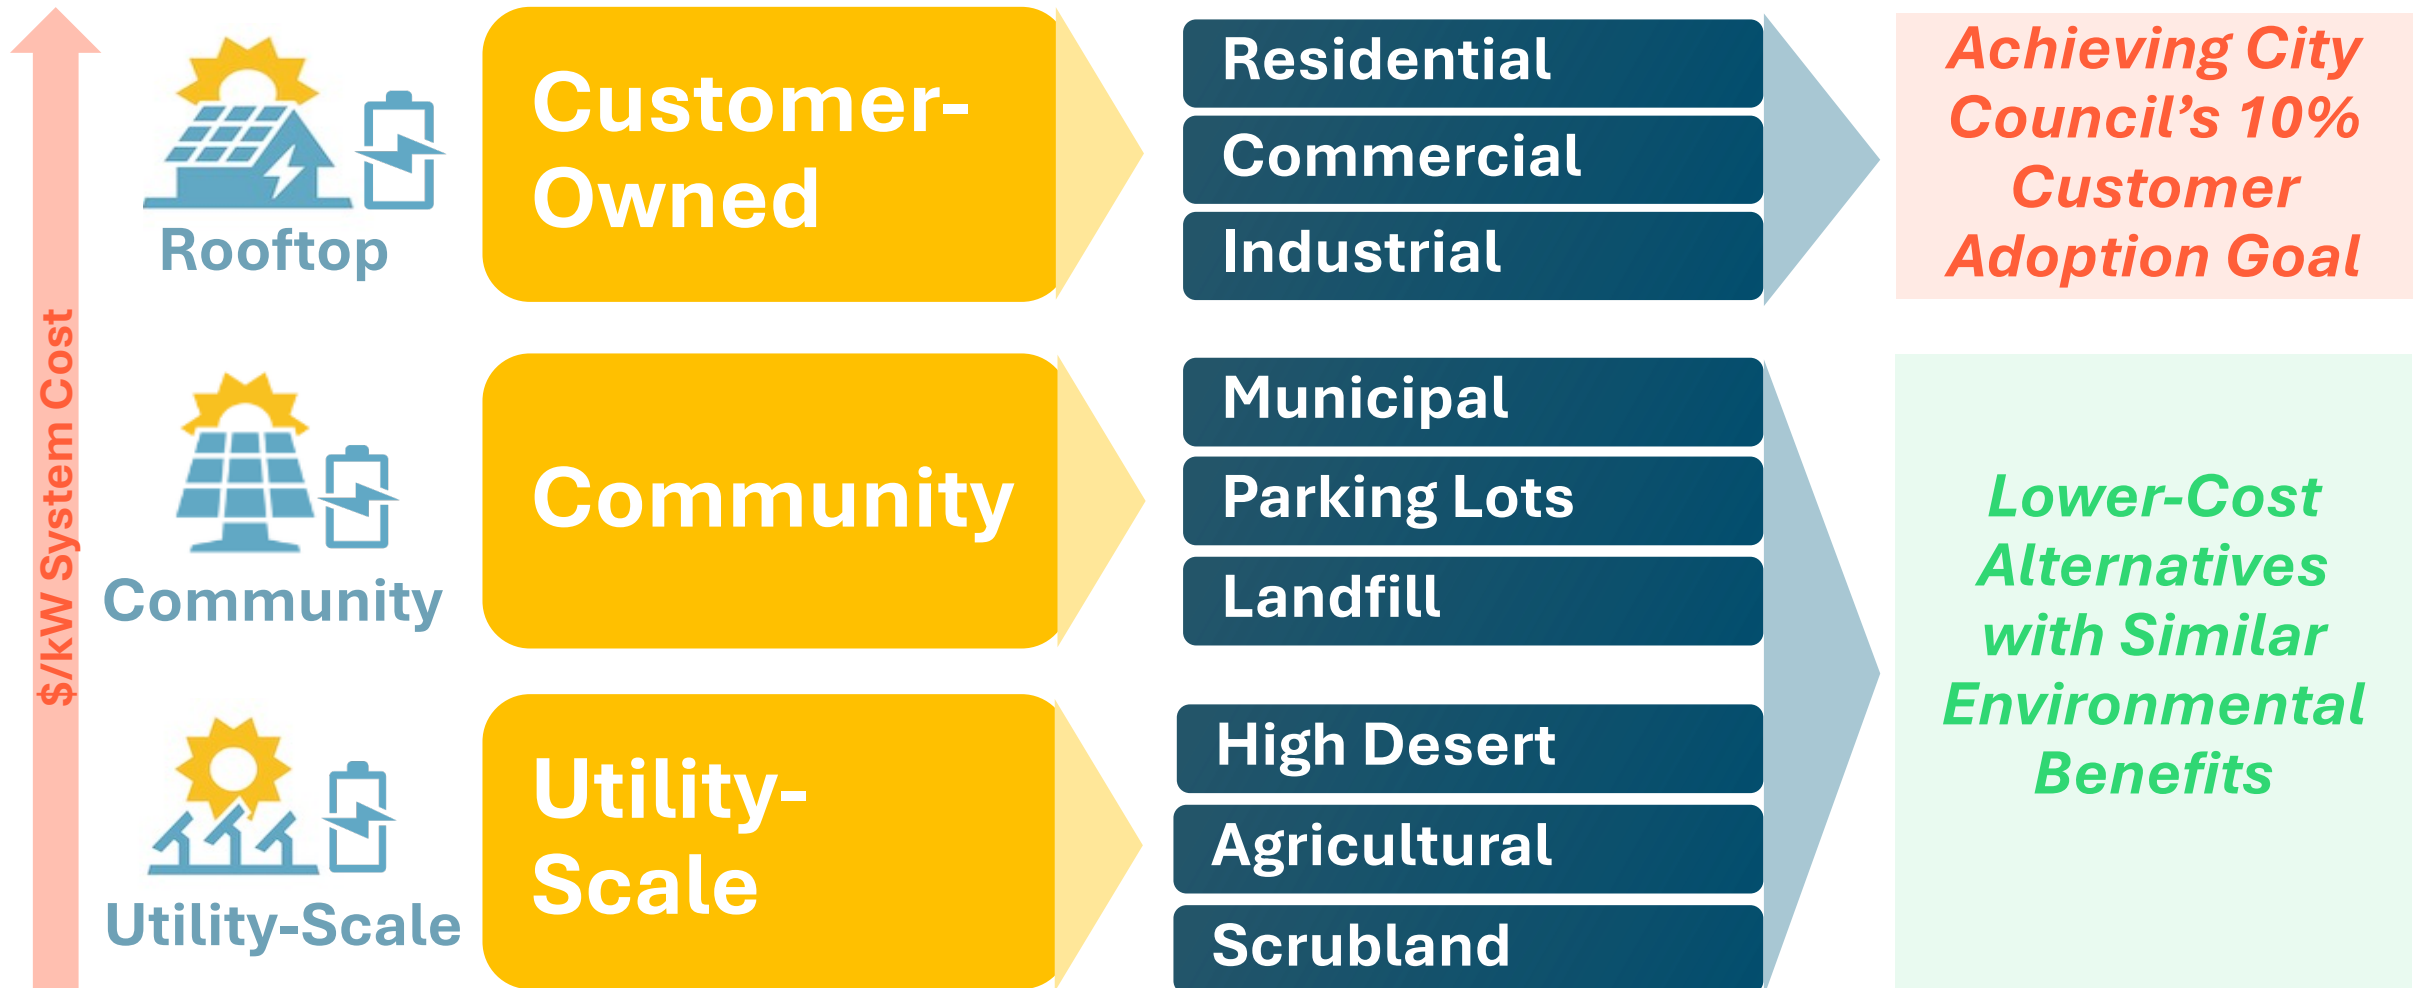 $/kW System Cost
Rooftop
Customer-
Owned
Residential
Commercial
Industrial
Achieving City
Council’s 10%
Customer
Adoption Goal
Community
Community
Municipal
Parking Lots
Landfill
Utility-Scale
Utility-
Scale
High Desert
Agricultural
Scrubland
Lower-Cost
Alternatives
with Similar
Environmental
Benefits